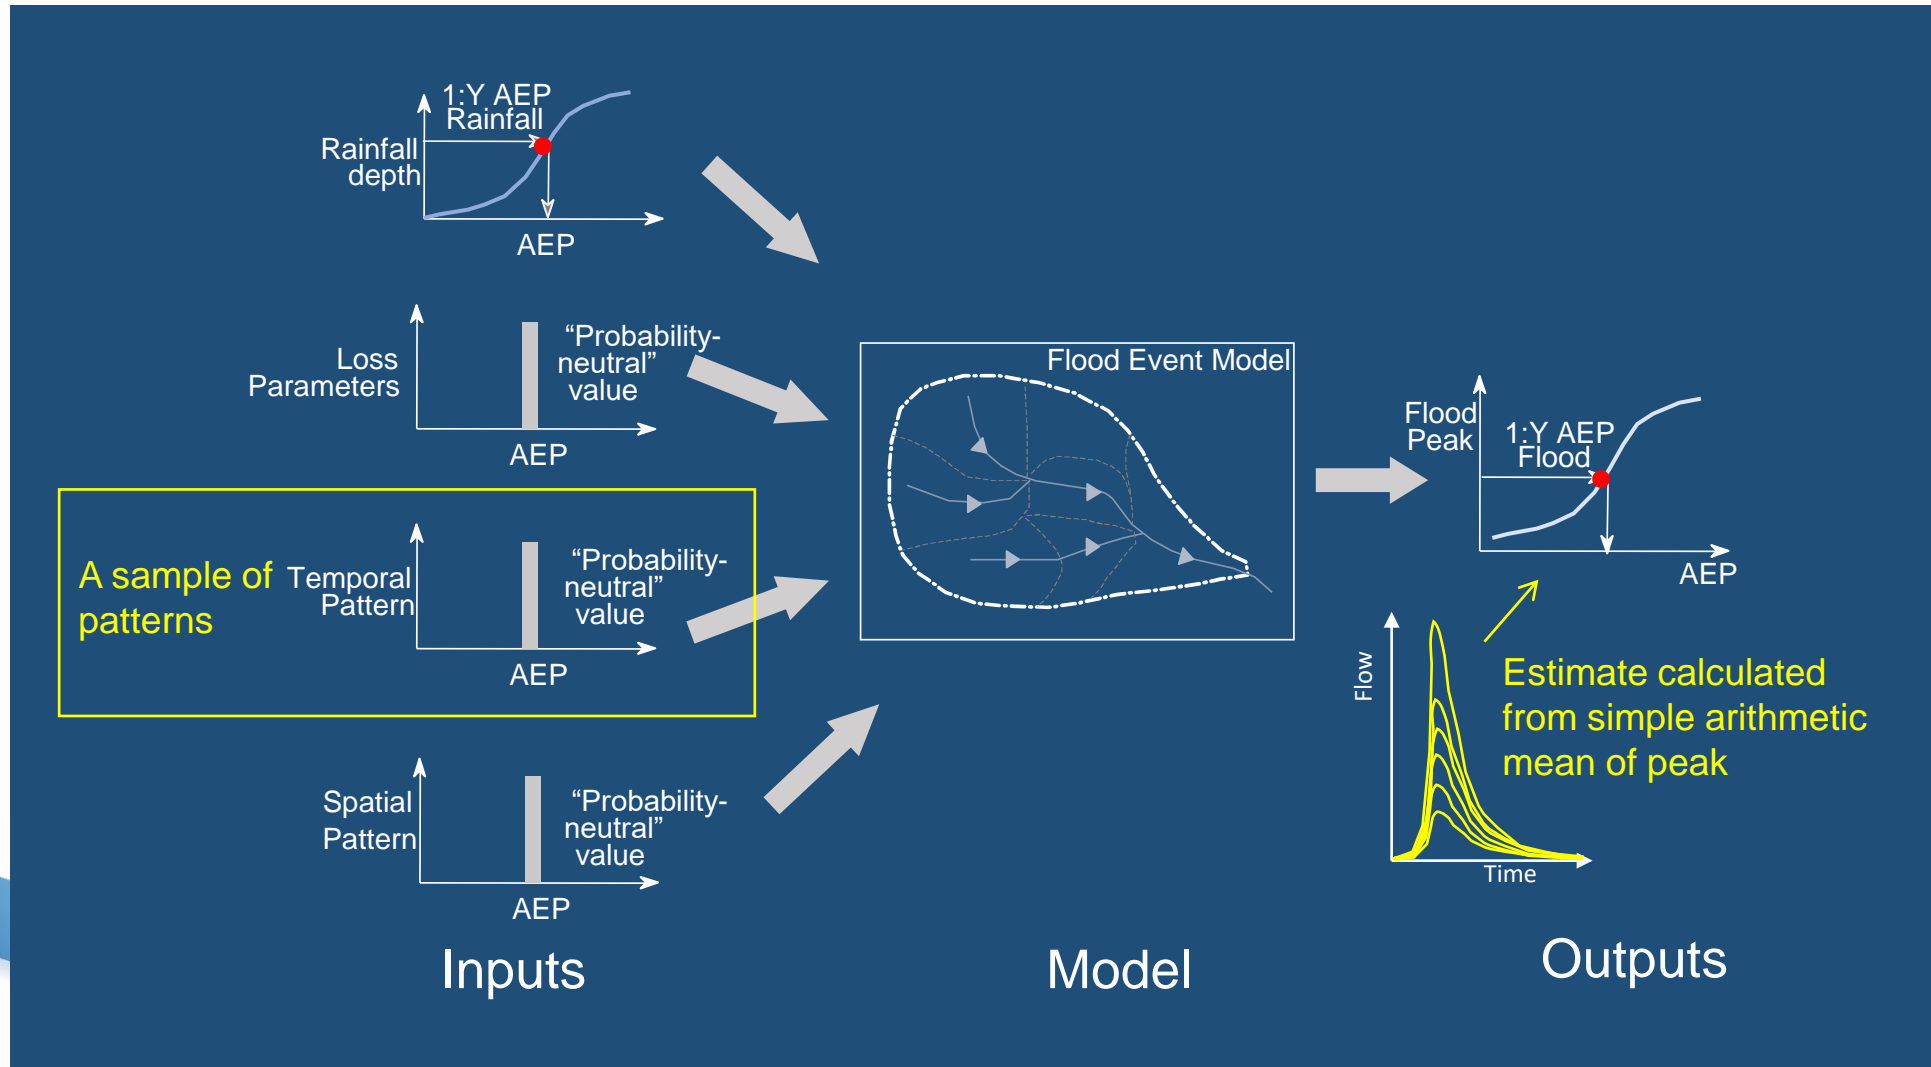 1:Y AEP
Rainfall
Rainfall
depth
AEP
Loss
Parameters
“Probability-
neutral”
value
AEP
A sample of
patterns
Temporal
Pattern
“Probability-
neutral”
value
AEP
Spatial
Pattern
“Probability-
neutral”
value
AEP
Inputs
Flood Event Model
Model
Flood
Peak
1:Y AEP
Flood
AEP
Flow
Time
Estimate calculated
from simple arithmetic
mean of peak
Outputs